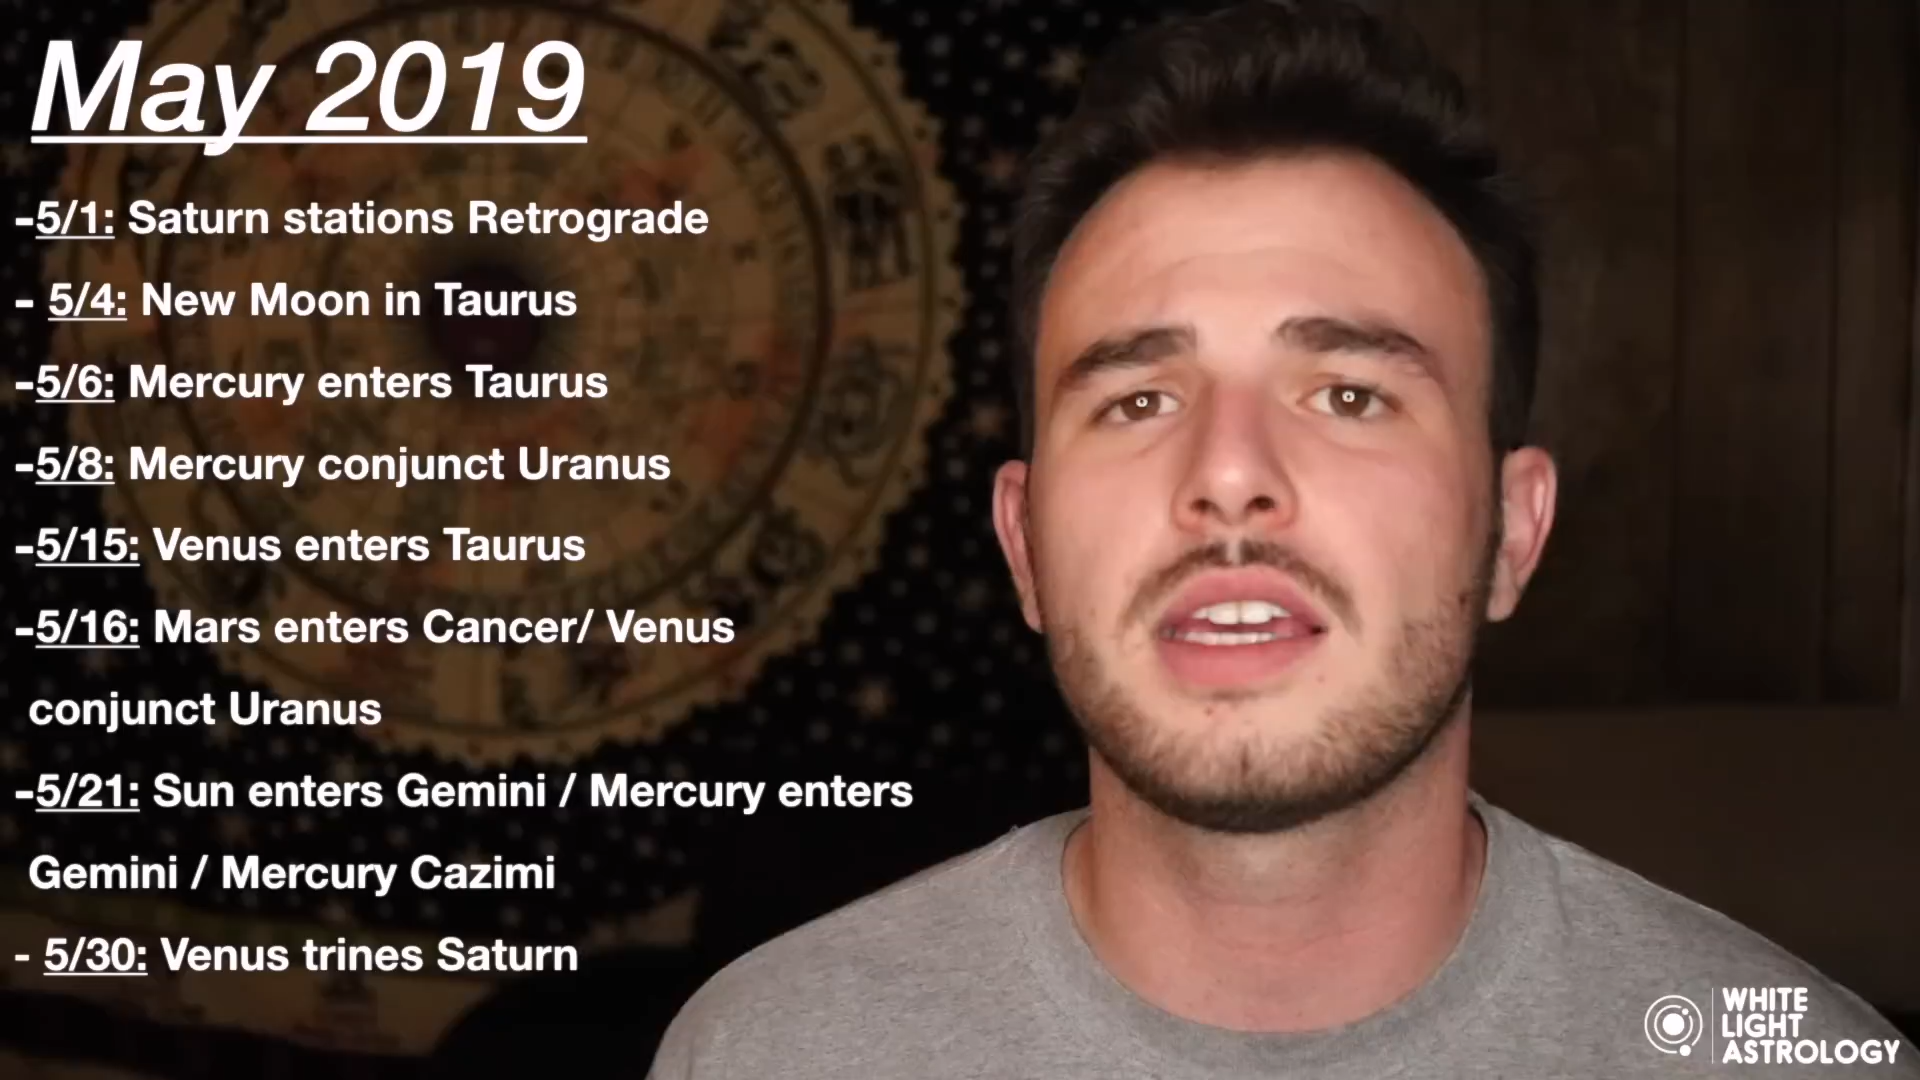 May 2019
-5/1: Saturn stations Retrograde
- 5/4: New Moon in Taurus
-5/6: Mercury enters Taurus
-5/8: Mercury conjunct Uranus
-5/15: Venus enters Taurus
-5/16: Mars enters Cancer/ Venus
conjunct Uranus
-5/21: Sun enters Gemini / Mercury enters
Gemini / Mercury Cazimi
- 5/30: Venus trines Saturn
WHITE
LIGHT
ASTROLOGY